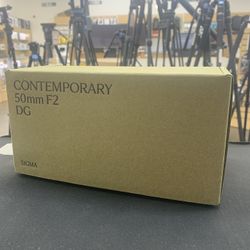 CONTEMPORARY
50mm F2
DG
SIGMA